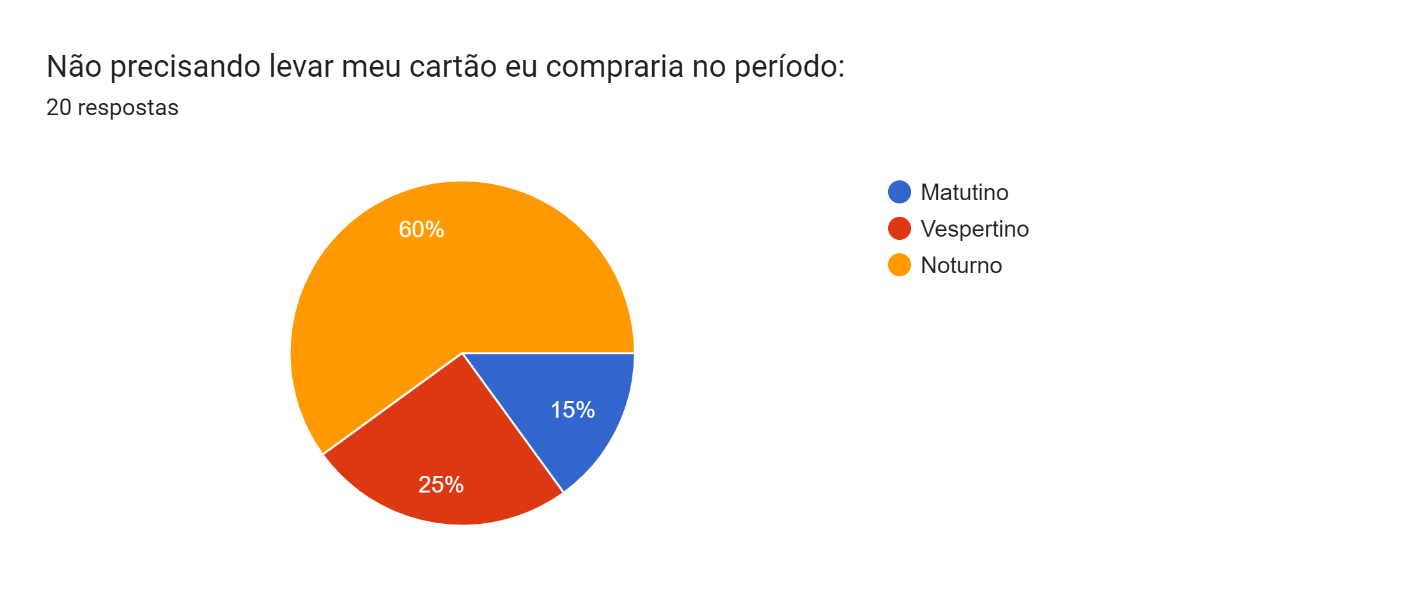 Não precisando levar meu cartão eu compraria no período:
20 respostas
60%
15%
25%
Matutino
Vespertino
Noturno